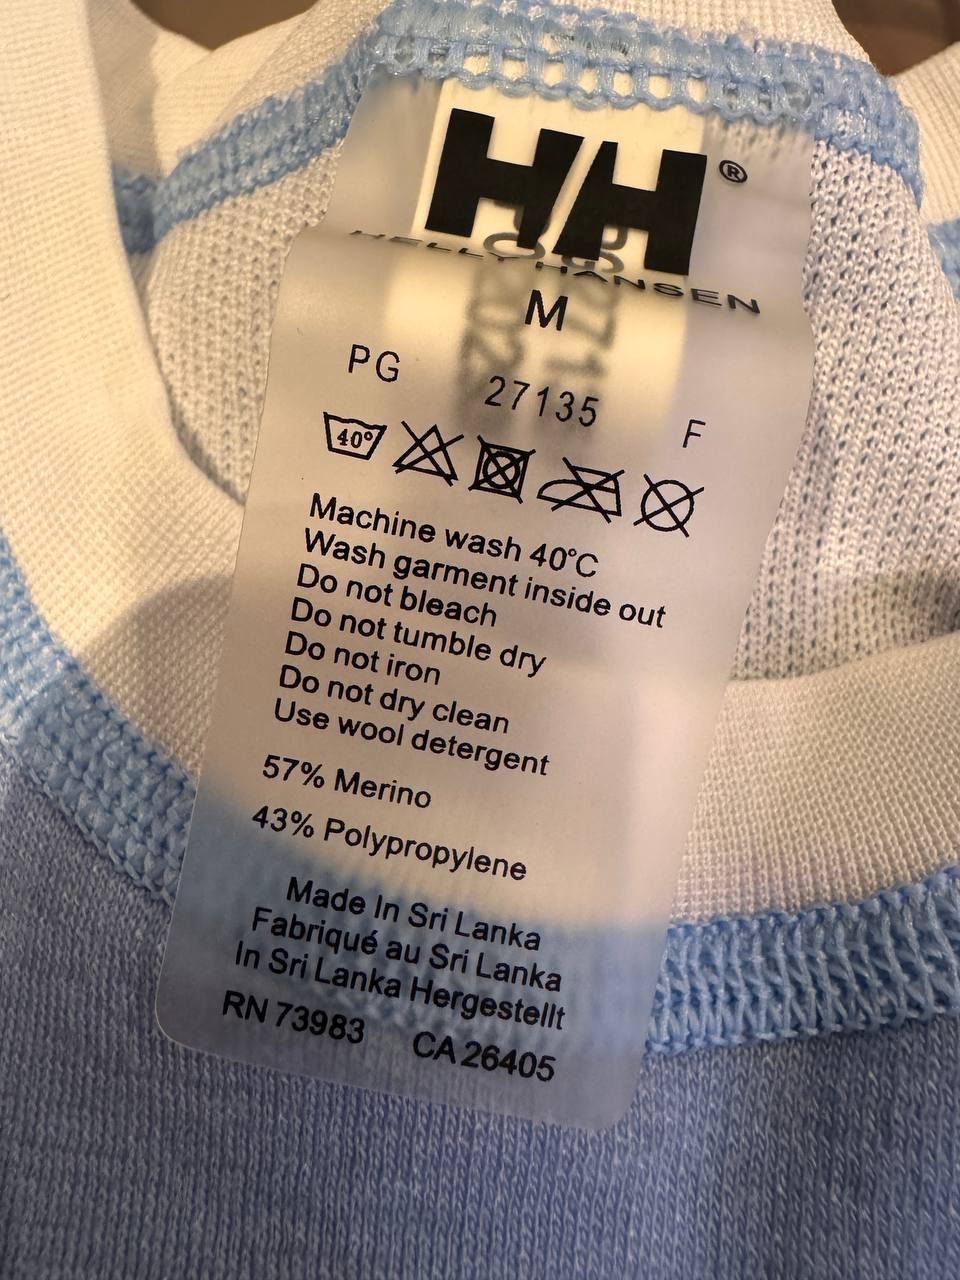 HH®
HELLY HANSEN
M
PG 27135 F
40°
Machine wash 40°C
Wash garment inside out
Do not bleach
Do not tumble dry
Do not iron
Do not dry clean
Use wool detergent
57% Merino
43% Polypropylene
Made In Sri Lanka
Fabriqué au Sri Lanka
In Sri Lanka Hergestellt
RN 73983 CA 26405